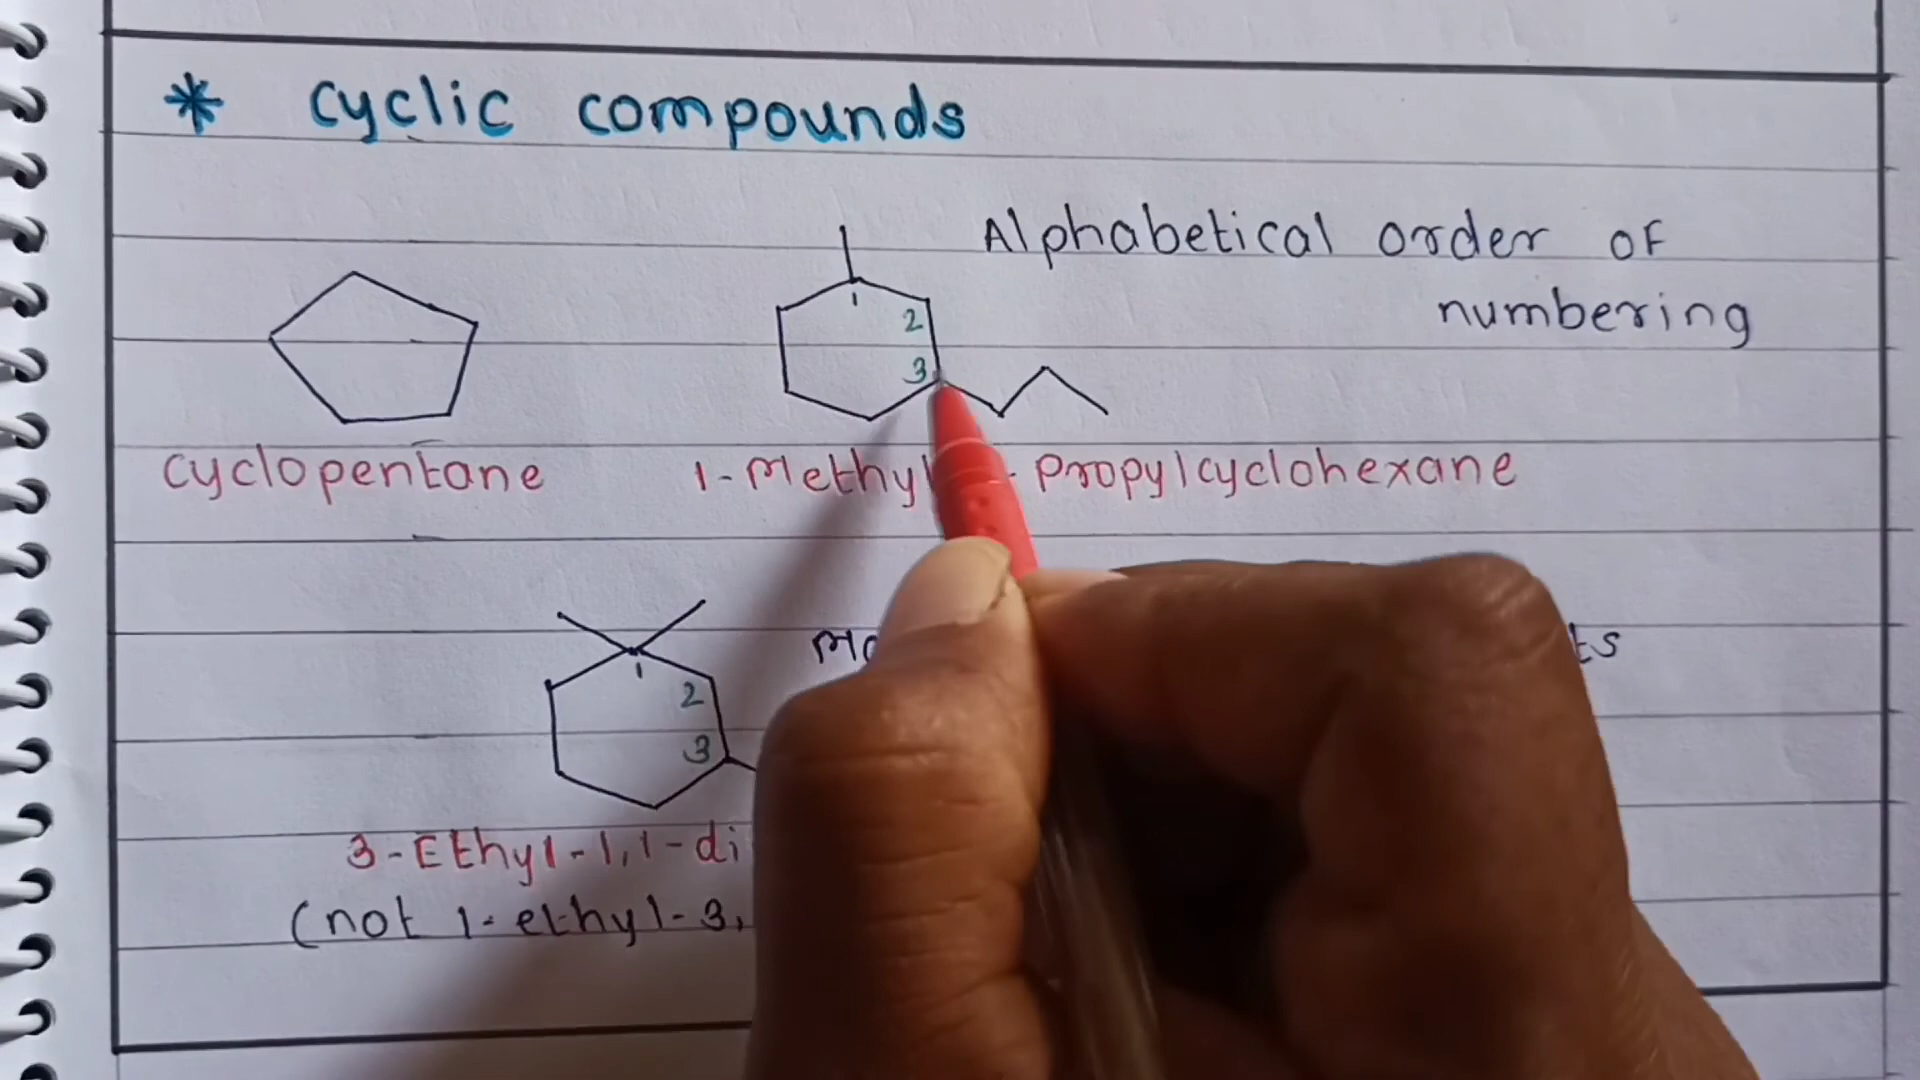 * Cyclic compounds
Alphabetical order of
numbering
1
2
3
Cyclopentane
1-Methyl - Propylcyclohexane
1
2
3
3-Ethyl-1,1-di
(not 1-ethyl-3,